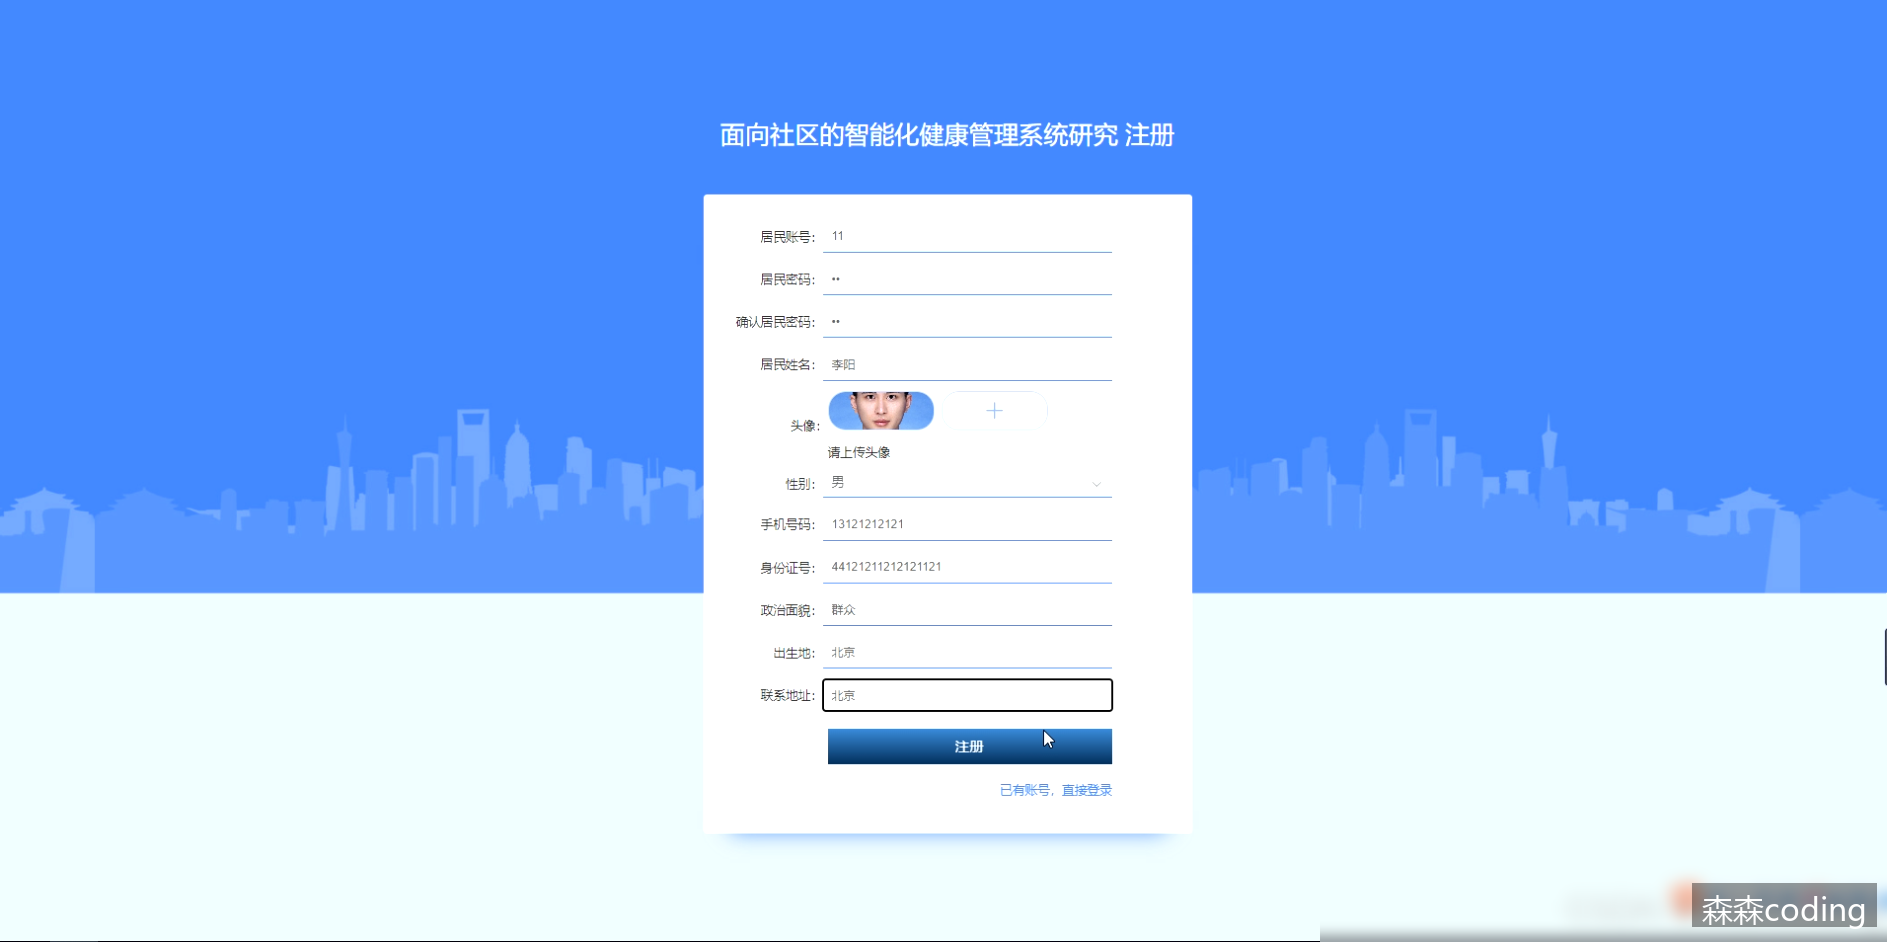 面向社区的智能化健康管理系统研究 注册
居民账号： 11
居民密码： ••
确认居民密码： ••
居民姓名： 李阳
头像：
请上传头像
性别： 男
手机号码： 13121212121
身份证号： 44121211212121121
政治面貌： 群众
出生地： 北京
联系地址： 北京
注册
已有账号，直接登录
森森coding